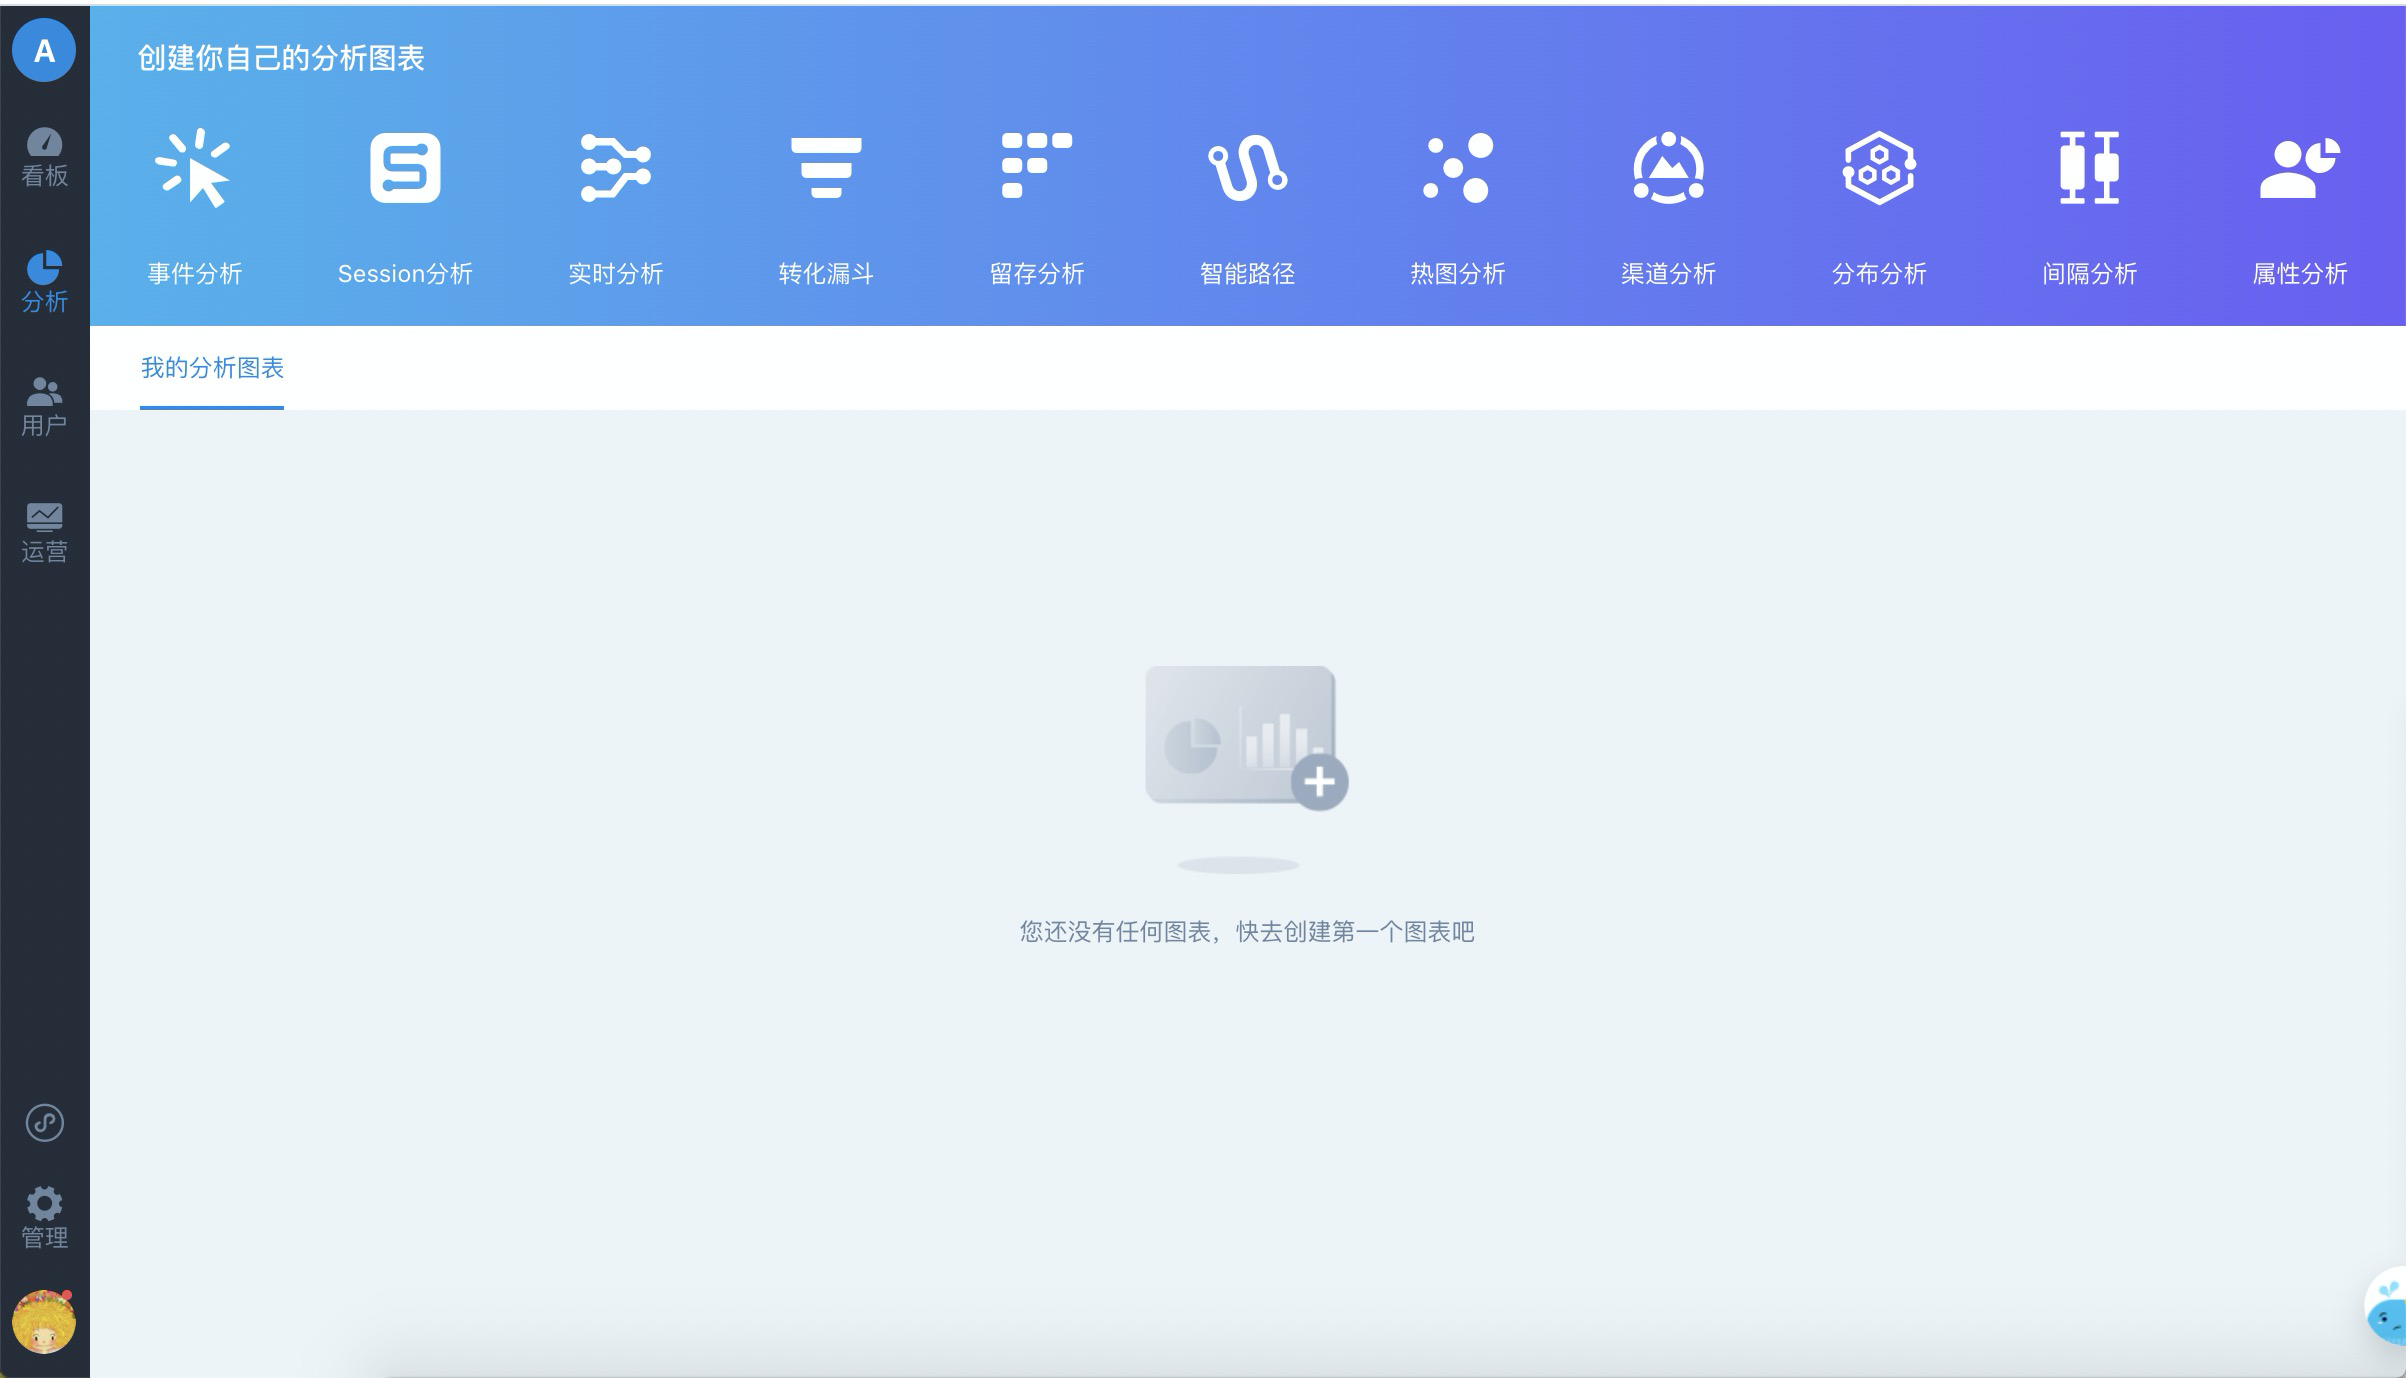 A
创建你自己的分析图表
看板
分析
用户
运营
管理
事件分析
Session分析
实时分析
转化漏斗
留存分析
智能路径
热图分析
渠道分析
分布分析
间隔分析
属性分析
我的分析图表
您还没有任何图表，快去创建第一个图表吧